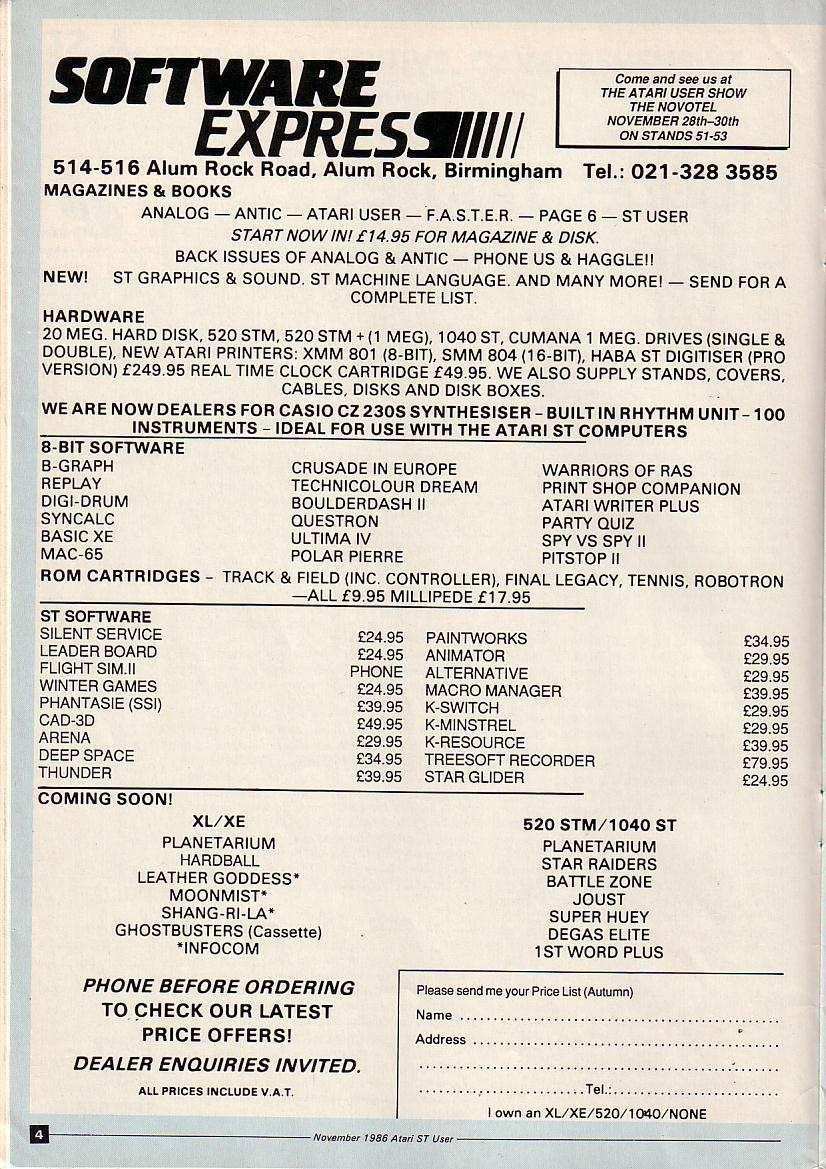 SOFTWARE
EXPRESS
Come and see us at
THE ATARI USER SHOW
THE NOVOTEL
NOVEMBER 28th–30th
ON STANDS 51-53
514-516 Alum Rock Road, Alum Rock, Birmingham Tel.: 021-328 3585
MAGAZINES & BOOKS
ANALOG — ANTIC — ATARI USER — F.A.S.T.E.R. — PAGE 6 — ST USER
START NOW IN! £14.95 FOR MAGAZINE & DISK.
BACK ISSUES OF ANALOG & ANTIC — PHONE US & HAGGLE!!
NEW! ST GRAPHICS & SOUND. ST MACHINE LANGUAGE. AND MANY MORE! — SEND FOR A
COMPLETE LIST.
HARDWARE
20 MEG. HARD DISK, 520 STM, 520 STM + (1 MEG), 1040 ST, CUMANA 1 MEG. DRIVES (SINGLE &
DOUBLE), NEW ATARI PRINTERS: XMM 801 (8-BIT), SMM 804 (16-BIT), HABA ST DIGITISER (PRO
VERSION) £249.95 REAL TIME CLOCK CARTRIDGE £49.95. WE ALSO SUPPLY STANDS, COVERS,
CABLES, DISKS AND DISK BOXES.
WE ARE NOW DEALERS FOR CASIO CZ 230S SYNTHESISER – BUILT IN RHYTHM UNIT – 100
INSTRUMENTS – IDEAL FOR USE WITH THE ATARI ST COMPUTERS
8-BIT SOFTWARE
B-GRAPH
REPLAY
DIGI-DRUM
SYNCALC
BASIC XE
MAC-65
CRUSADE IN EUROPE
TECHNICOLOUR DREAM
BOULDERDASH II
QUESTRON
ULTIMA IV
POLAR PIERRE
WARRIORS OF RAS
PRINT SHOP COMPANION
ATARI WRITER PLUS
PARTY QUIZ
SPY VS SPY II
PITSTOP II
ROM CARTRIDGES – TRACK & FIELD (INC. CONTROLLER), FINAL LEGACY, TENNIS, ROBOTRON
—ALL £9.95 MILLIPEDE £17.95
ST SOFTWARE
SILENT SERVICE £24.95
LEADER BOARD £24.95
FLIGHT SIM.II PHONE
WINTER GAMES £24.95
PHANTASIE (SSI) £39.95
CAD-3D £49.95
ARENA £29.95
DEEP SPACE £34.95
THUNDER £39.95
PAINTWORKS £34.95
ANIMATOR £29.95
ALTERNATIVE £29.95
MACRO MANAGER £39.95
K-SWITCH £29.95
K-MINSTREL £29.95
K-RESOURCE £39.95
TREESOFT RECORDER £79.95
STAR GLIDER £24.95
COMING SOON!
XL/XE
PLANETARIUM
HARDBALL
LEATHER GODDESS*
MOONMIST*
SHANG-RI-LA*
GHOSTBUSTERS (Cassette)
*INFOCOM
520 STM/1040 ST
PLANETARIUM
STAR RAIDERS
BATTLE ZONE
JOUST
SUPER HUEY
DEGAS ELITE
1ST WORD PLUS
PHONE BEFORE ORDERING
TO CHECK OUR LATEST
PRICE OFFERS!
DEALER ENQUIRIES INVITED.
ALL PRICES INCLUDE V.A.T.
Please send me your Price List (Autumn)
Name
Address
Tel.:
I own an XL/XE/520/1040/NONE
4
November 1986 Atari ST User